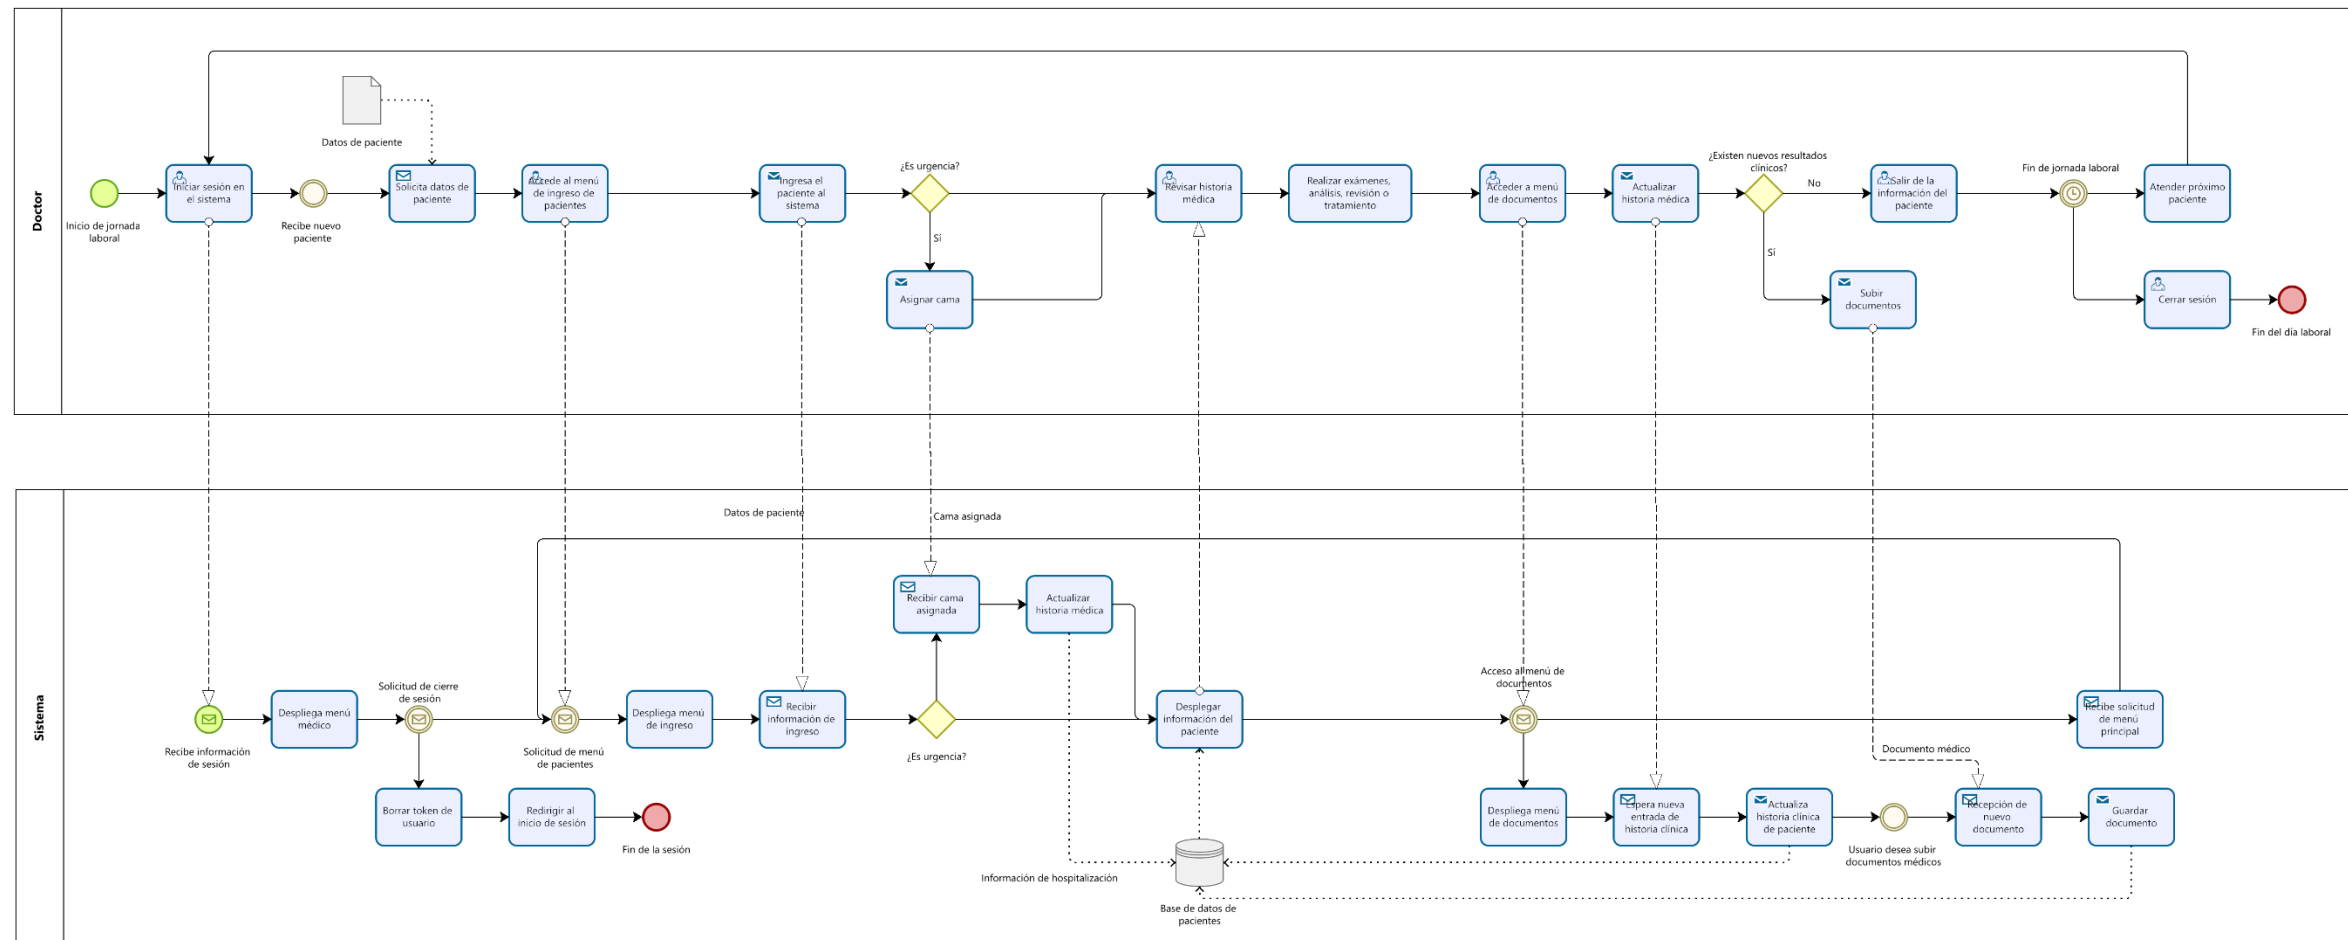 Doctor
Datos de paciente
Inicio de jornada
laboral
Iniciar sesión en
el sistema
Recibe nuevo
paciente
Solicita datos de
paciente
Accede al menú
de ingreso de
pacientes
Ingresa el
paciente al
sistema
¿Es urgencia?
Sí
Asignar cama
Revisar historia
médica
Realizar exámenes,
análisis, revisión o
tratamiento
Acceder a menú
de documentos
Actualizar
historia médica
¿Existen nuevos resultados
clínicos?
No
Sí
Salir de la
información del
paciente
Subir
documentos
Fin de jornada laboral
Atender próximo
paciente
Cerrar sesión
Fin del día laboral
Sistema
Datos de paciente
Cama asignada
Recibe información
de sesión
Despliega menú
médico
Solicitud de cierre
de sesión
Borrar token de
usuario
Redirigir al
inicio de sesión
Fin de la sesión
Solicitud de menú
de pacientes
Despliega menú
de ingreso
Recibir
información de
ingreso
¿Es urgencia?
Recibir cama
asignada
Actualizar
historia médica
Información de hospitalización
Desplegar
información del
paciente
Base de datos de
pacientes
Acceso al menú de
documentos
Despliega menú
de documentos
Espera nueva
entrada de
historia clínica
Actualiza
historia clínica
de paciente
Usuario desea subir
documentos médicos
Documento médico
Recepción de
nuevo
documento
Guardar
documento
Recibe solicitud
de menú
principal